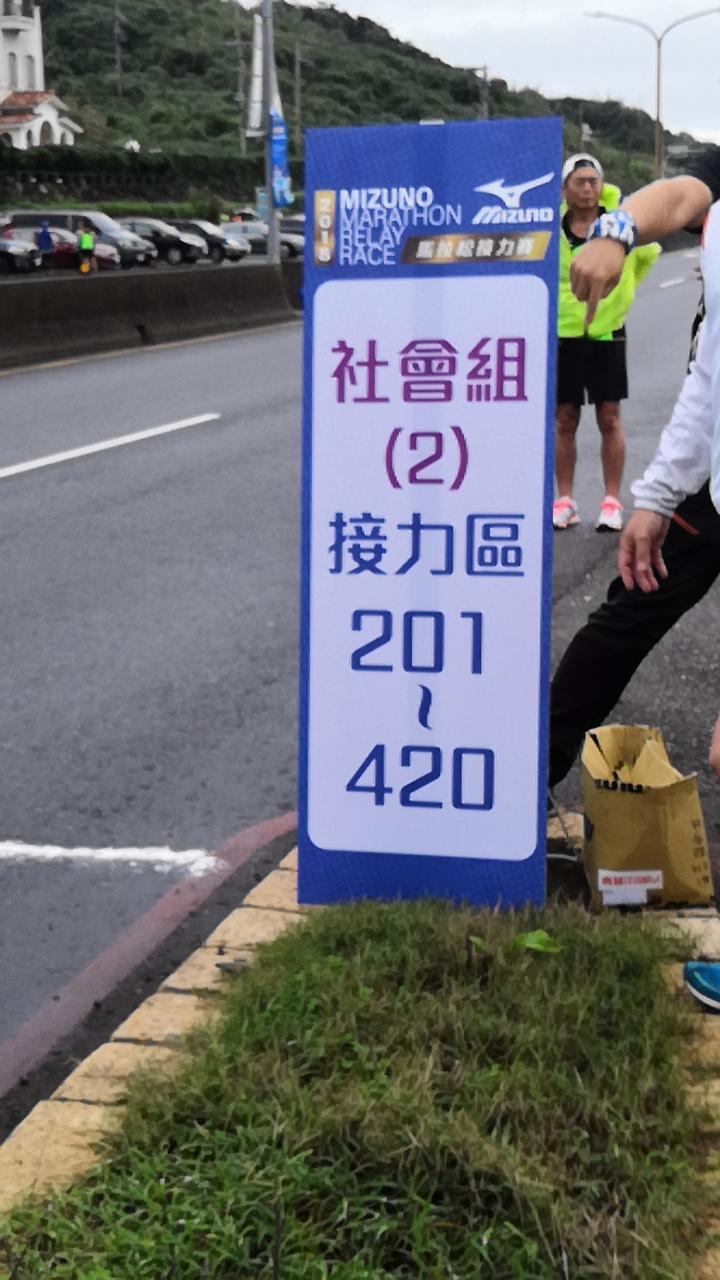 2018
MIZUNO
MARATHON
RELAY
RACE
馬拉松接力賽
MIZUNO
社會組
(2)
接力區
201
~
420